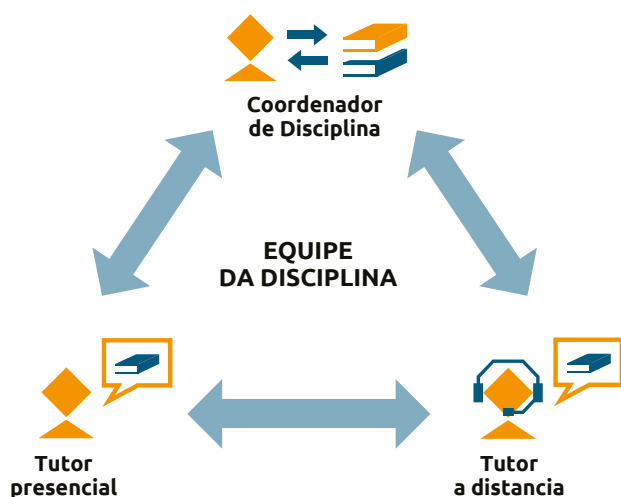 Coordenador
de Disciplina
EQUIPE
DA DISCIPLINA
Tutor
presencial
Tutor
a distancia